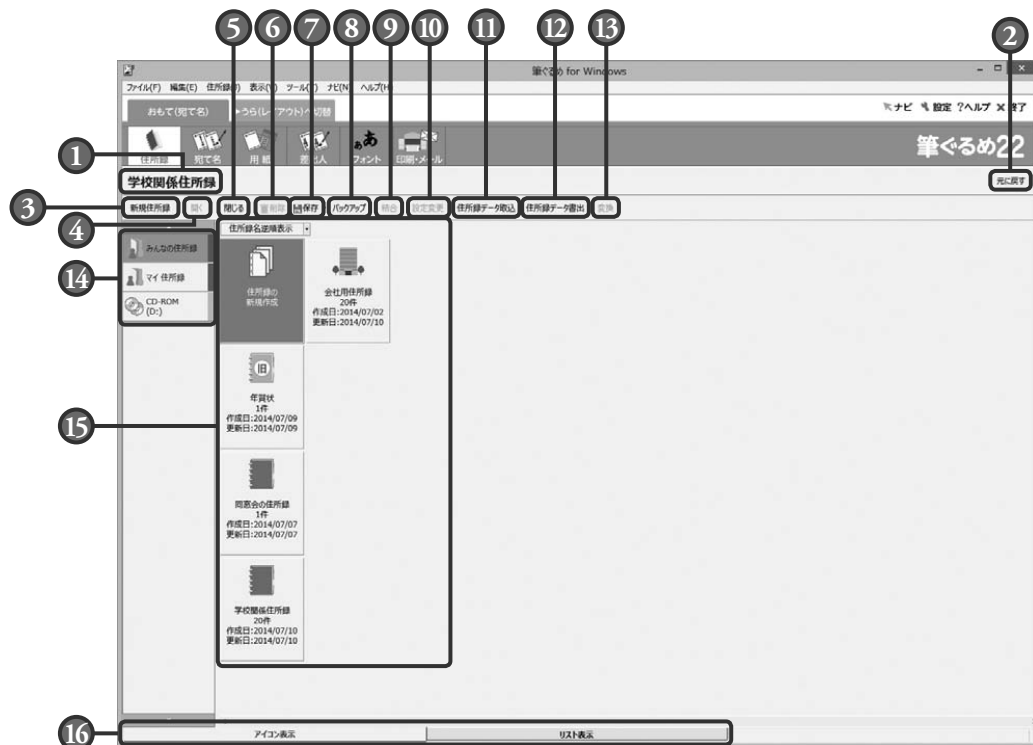 5 6 7 8 9 10 11 12 13 2
筆ぐるめ for Windows
ファイル(F) 編集(E) 住所録 表示 ツール ナビ(N) ヘルプ(H)
おもて(宛て名) うら(レイアウト)へ切替
ナビ 設定 ?ヘルプ × 終了
住所録 宛て名 用紙 差出人 フォント 印刷・メール
筆ぐるめ22
1
学校関係住所録
元に戻す
3
新規住所録 開く 閉じる 削除 保存 バックアップ 結合 設定変更 住所録データ取込 住所録データ書出 変換
4
住所録名逆順表示
14
みんなの住所録
マイ 住所録
CD-ROM
(D:)
住所録の
新規作成
会社用住所録
20件
作成日:2014/07/02
更新日:2014/07/10
15
旧
年賀状
1件
作成日:2014/07/09
更新日:2014/07/09
同窓会の住所録
1件
作成日:2014/07/07
更新日:2014/07/07
学校関係住所録
20件
作成日:2014/07/10
更新日:2014/07/10
16
アイコン表示 リスト表示